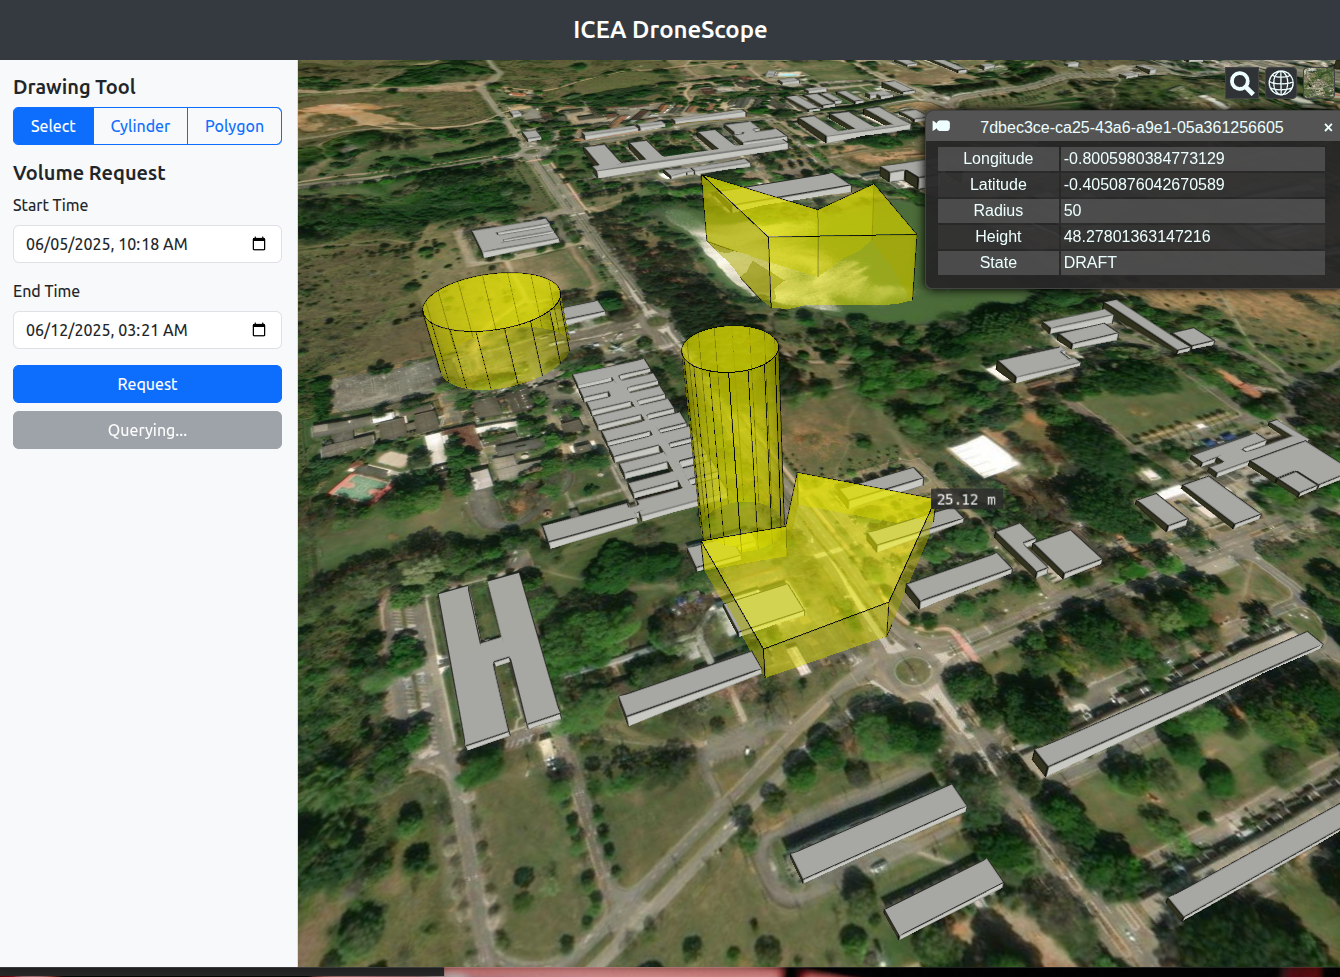 ICEA DroneScope
Drawing Tool
Select Cylinder Polygon
Volume Request
Start Time
06/05/2025, 10:18 AM
End Time
06/12/2025, 03:21 AM
Request
Querying...
7dbec3ce-ca25-43a6-a9e1-05a361256605 ×
Longitude -0.8005980384773129
Latitude -0.4050876042670589
Radius 50
Height 48.27801363147216
State DRAFT
25.12 m